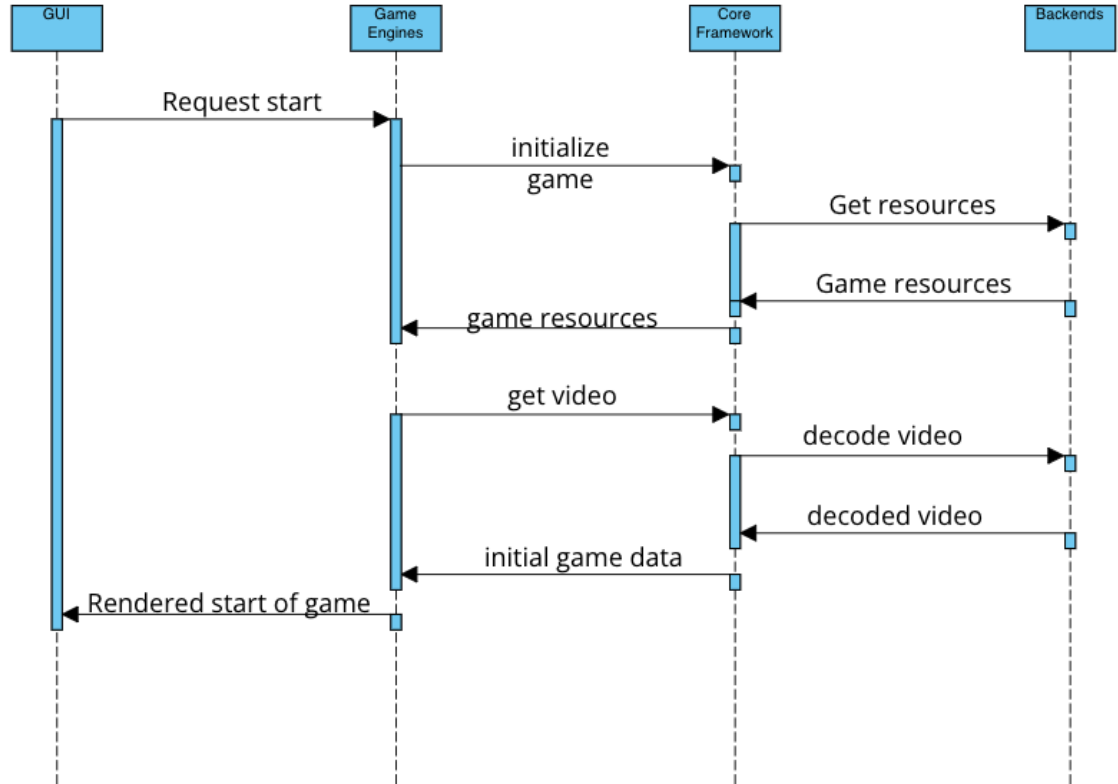 GUI
Game
Engines
Core
Framework
Backends
Request start
initialize
game
Get resources
Game resources
game resources
get video
decode video
decoded video
initial game data
Rendered start of game